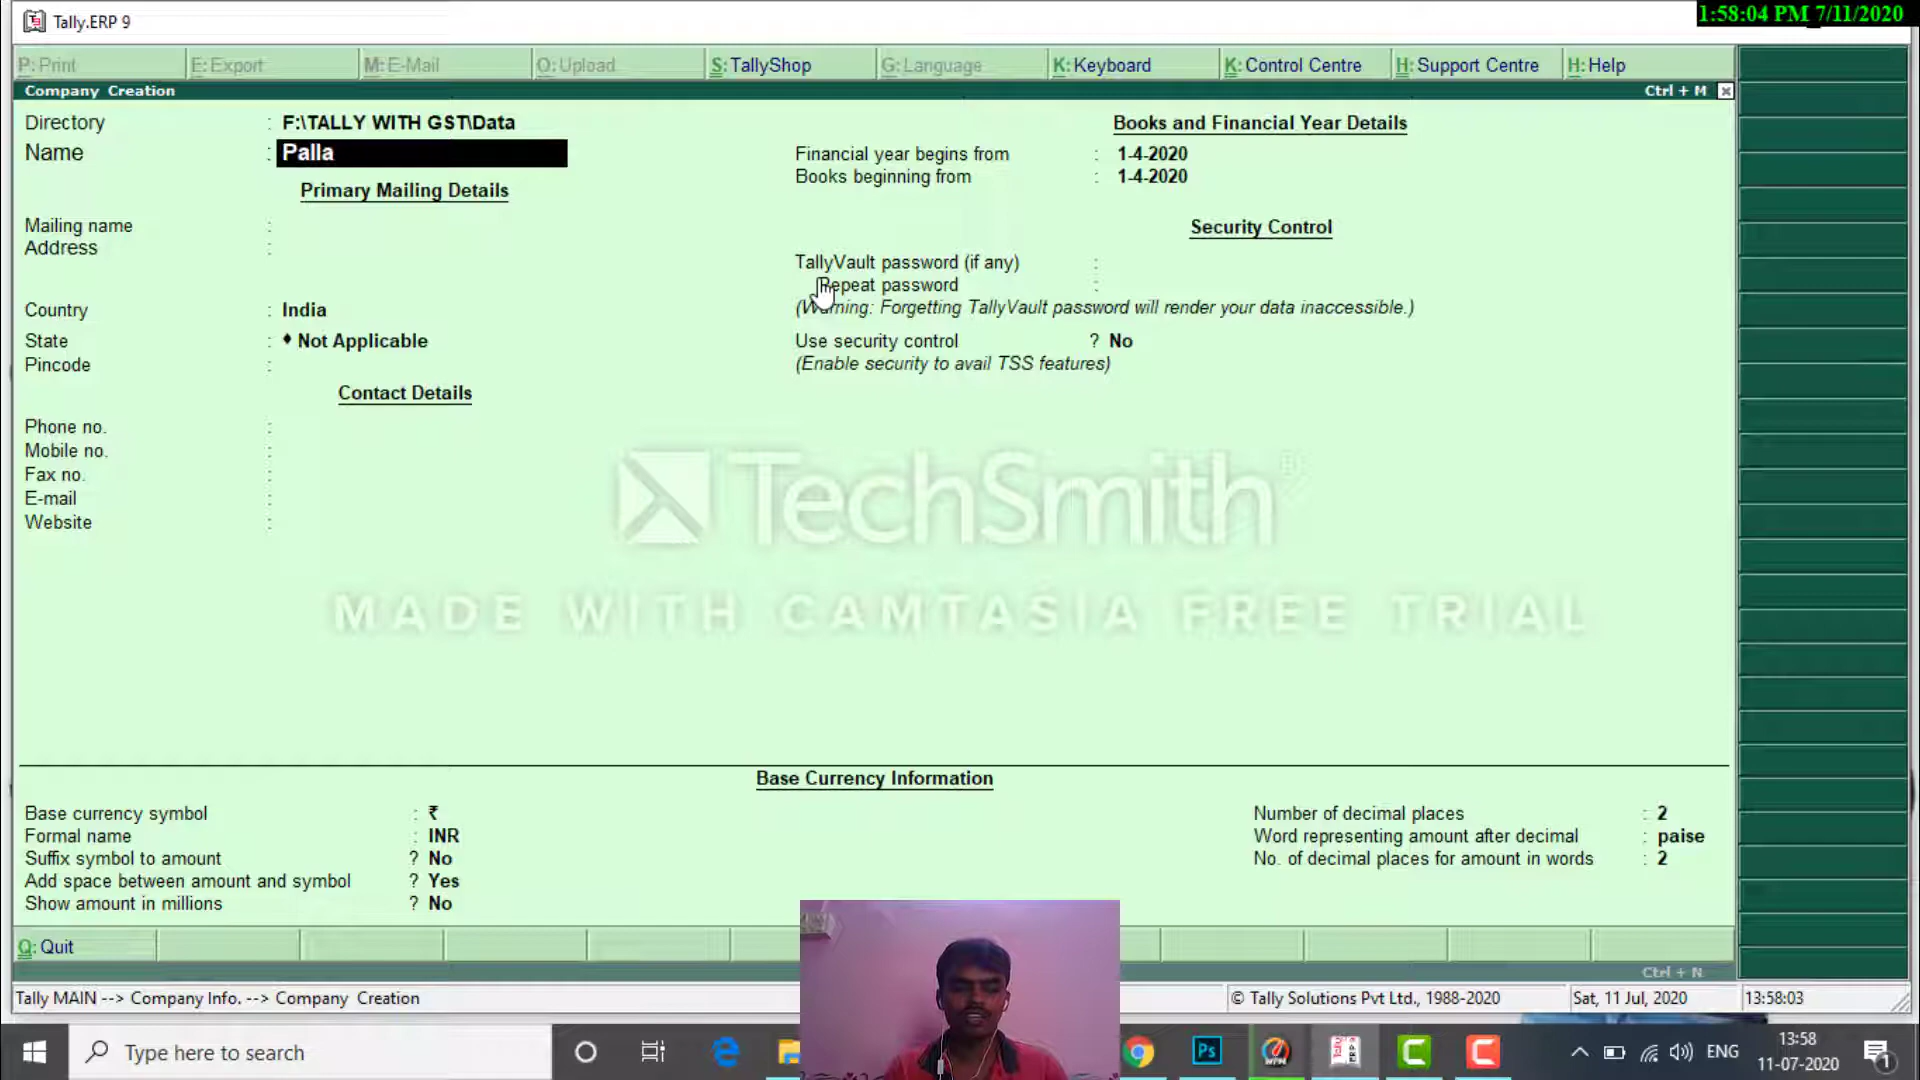 Tally.ERP 9
1:58:04 PM 7/11/2020
P: Print
E: Export
M: E-Mail
O: Upload
S: TallyShop
G: Language
K: Keyboard
K: Control Centre
H: Support Centre
H: Help
Company Creation
Ctrl + M
Directory : F:\TALLY WITH GST\Data
Name : Palla
Primary Mailing Details
Mailing name :
Address :
Country : India
State : ♦ Not Applicable
Pincode :
Contact Details
Phone no. :
Mobile no. :
Fax no. :
E-mail :
Website :
Books and Financial Year Details
Financial year begins from : 1-4-2020
Books beginning from : 1-4-2020
Security Control
TallyVault password (if any) :
Repeat password :
(Warning: Forgetting TallyVault password will render your data inaccessible.)
Use security control ? No
(Enable security to avail TSS features)
TechSmith
MADE WITH CAMTASIA FREE TRIAL
Base Currency Information
Base currency symbol : ₹
Formal name : INR
Suffix symbol to amount ? No
Add space between amount and symbol ? Yes
Show amount in millions ? No
Number of decimal places : 2
Word representing amount after decimal : paise
No. of decimal places for amount in words : 2
Q: Quit
Ctrl + N
Tally MAIN --> Company Info. --> Company Creation
© Tally Solutions Pvt Ltd., 1988-2020
Sat, 11 Jul, 2020
13:58:03
Type here to search
Ps
ENG
13:58
11-07-2020
1